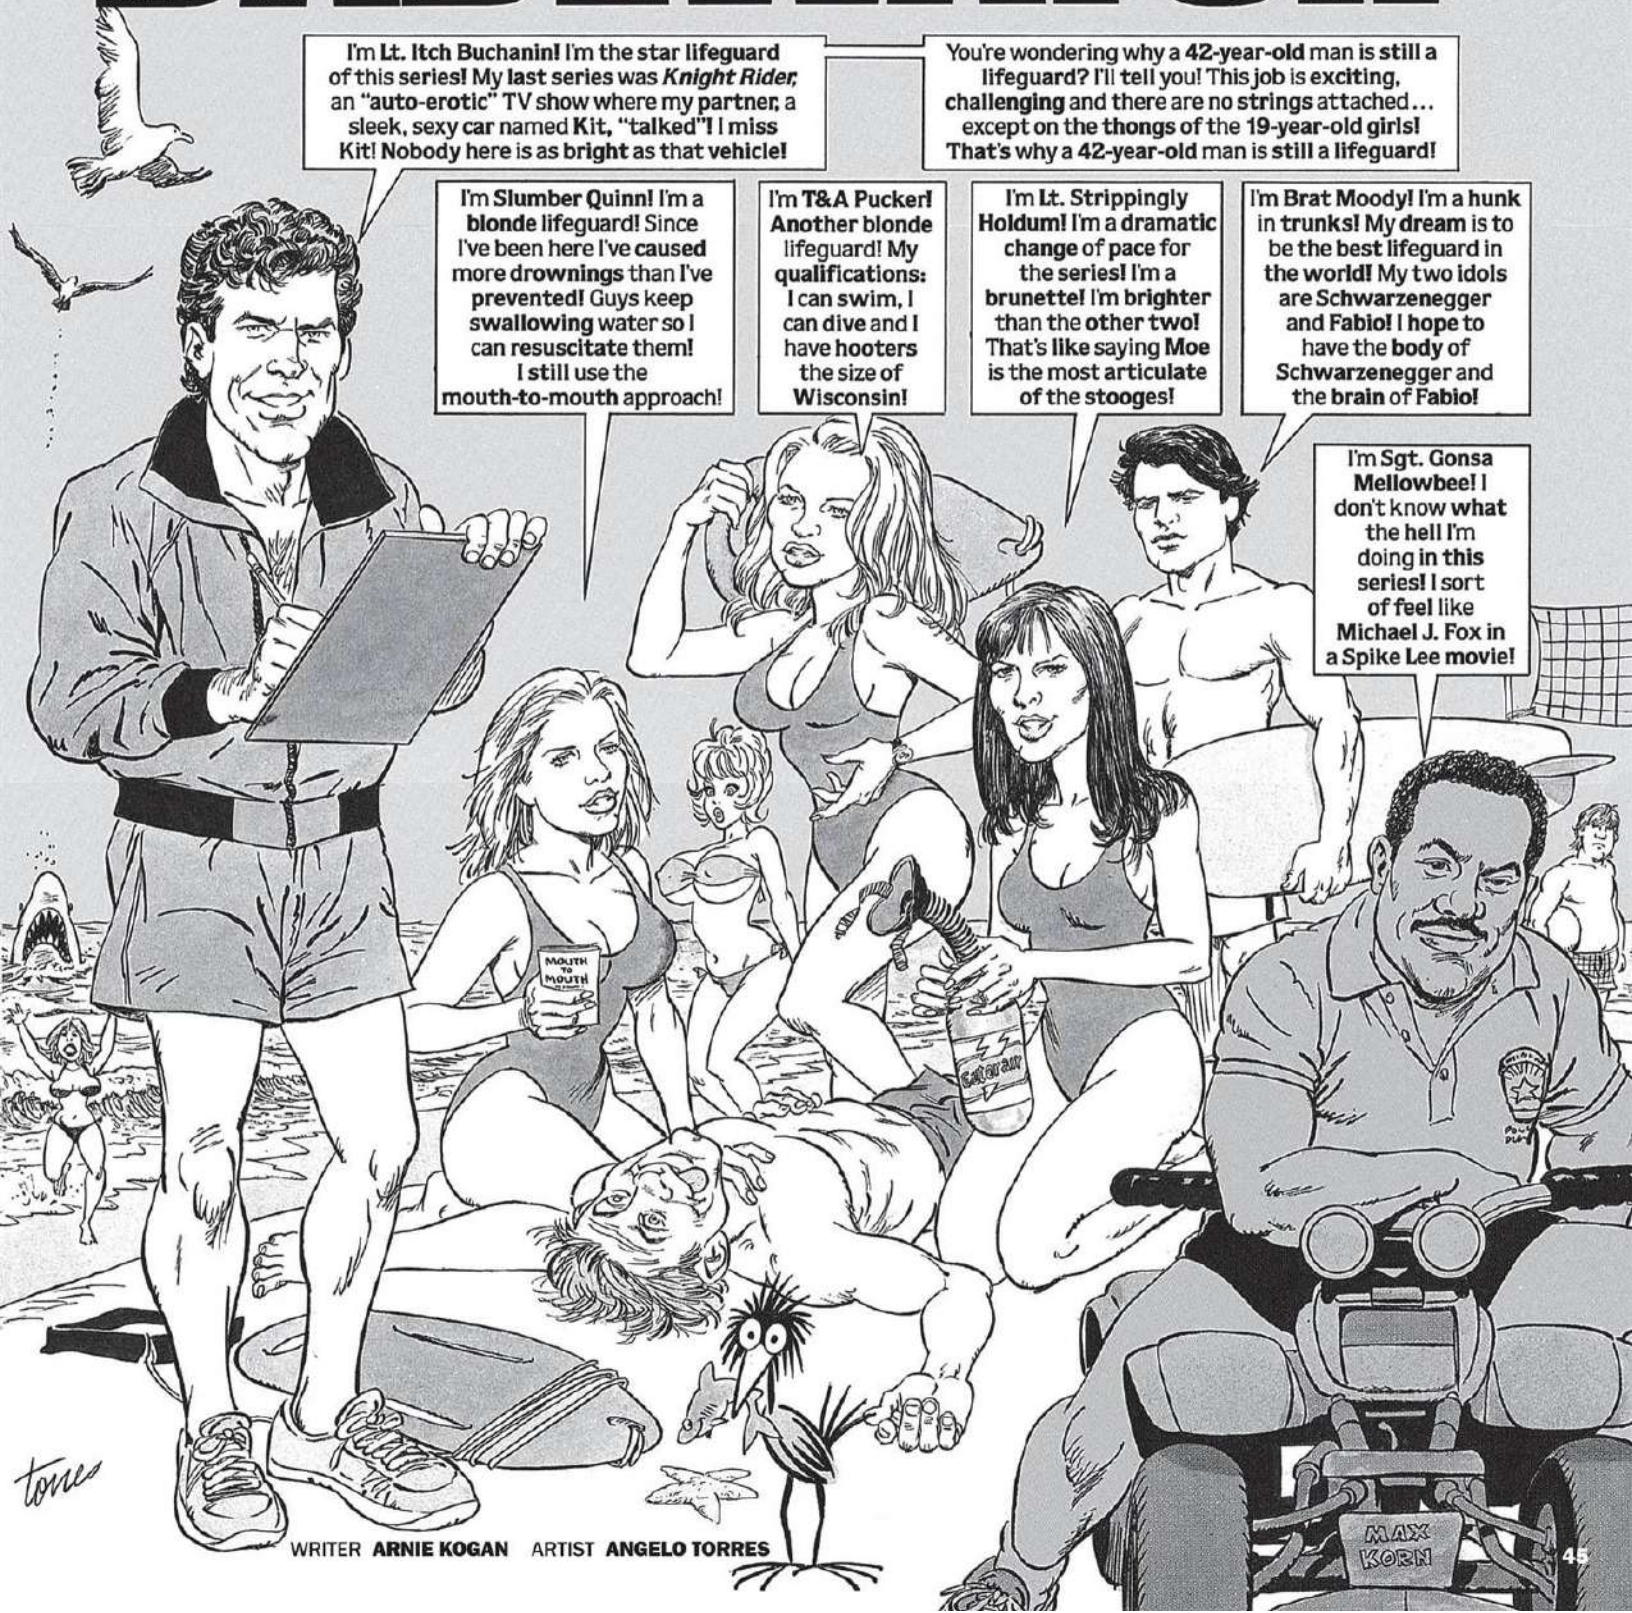 I'm Lt. Itch Buchanin! I'm the star lifeguard
of this series! My last series was Knight Rider,
an "auto-erotic" TV show where my partner, a
sleek, sexy car named Kit, "talked"! I miss
Kit! Nobody here is as bright as that vehicle!
You're wondering why a 42-year-old man is still a
lifeguard? I'll tell you! This job is exciting,
challenging and there are no strings attached...
except on the thongs of the 19-year-old girls!
That's why a 42-year-old man is still a lifeguard!
I'm Slumber Quinn! I'm a
blonde lifeguard! Since
I've been here I've caused
more drownings than I've
prevented! Guys keep
swallowing water so I
can resuscitate them!
I still use the
mouth-to-mouth approach!
I'm T&A Pucker!
Another blonde
lifeguard! My
qualifications:
I can swim, I
can dive and I
have hooters
the size of
Wisconsin!
I'm Lt. Strippingly
Holdum! I'm a dramatic
change of pace for
the series! I'm a
brunette! I'm brighter
than the other two!
That's like saying Moe
is the most articulate
of the stooges!
I'm Brat Moody! I'm a hunk
in trunks! My dream is to
be the best lifeguard in
the world! My two idols
are Schwarzenegger
and Fabio! I hope to
have the body of
Schwarzenegger and
the brain of Fabio!
I'm Sgt. Gonsa
Mellowbee! I
don't know what
the hell I'm
doing in this
series! I sort
of feel like
Michael J. Fox in
a Spike Lee movie!
MOUTH
TO
MOUTH
Gatorair
MAX
KORN
torres
WRITER ARNIE KOGAN ARTIST ANGELO TORRES
45